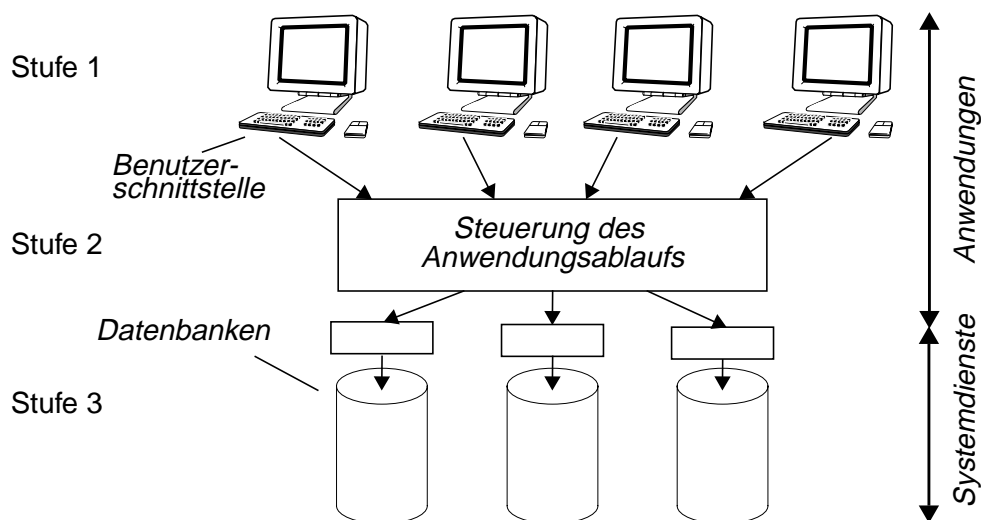 Stufe 1
Benutzer-
schnittstelle
Stufe 2
Steuerung des
Anwendungsablaufs
Datenbanken
Stufe 3
Anwendungen
Systemdienste